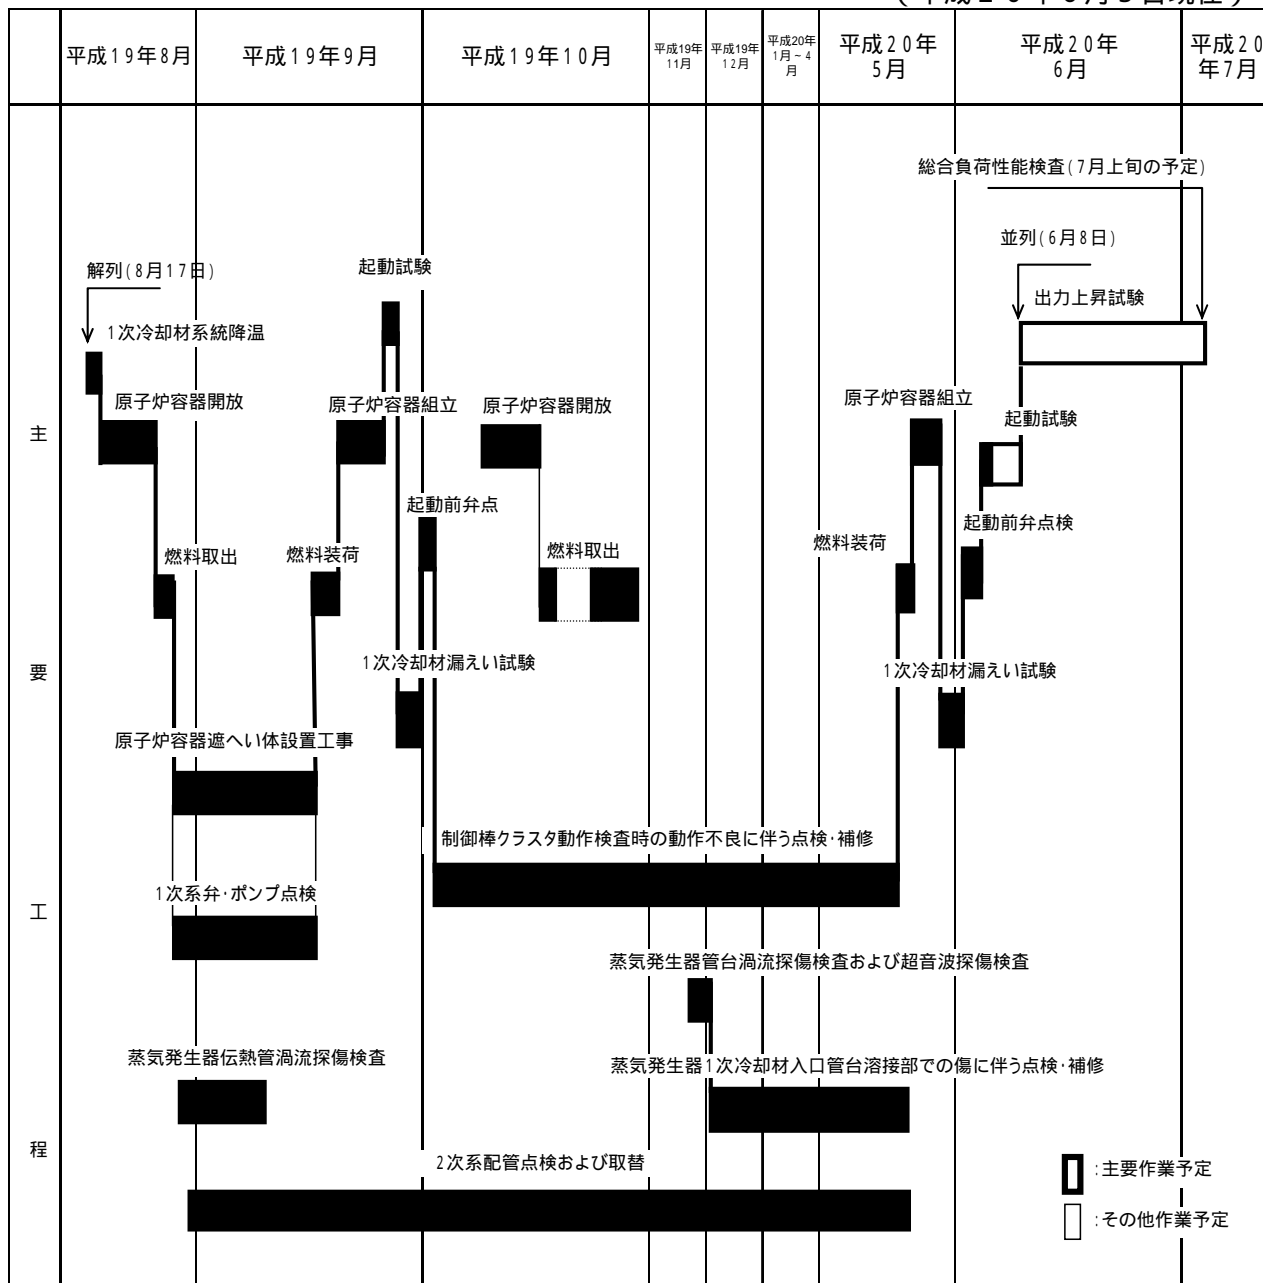 平成19年8月
平成19年9月
平成19年10月
平成19年
11月
平成19年
12月
平成20年
1月～4
月
平成20年
5月
平成20年
6月
平成20
年7月
総合負荷性能検査(7月上旬の予定)
並列(6月8日)
解列(8月17日)
起動試験
出力上昇試験
1次冷却材系統降温
原子炉容器開放
原子炉容器組立
原子炉容器開放
原子炉容器組立
起動試験
主
起動前弁点
起動前弁点検
燃料取出
燃料装荷
燃料取出
燃料装荷
1次冷却材漏えい試験
1次冷却材漏えい試験
要
原子炉容器遮へい体設置工事
制御棒クラスタ動作検査時の動作不良に伴う点検・補修
1次系弁・ポンプ点検
工
蒸気発生器管台渦流探傷検査および超音波探傷検査
蒸気発生器伝熱管渦流探傷検査
蒸気発生器1次冷却材入口管台溶接部での傷に伴う点検・補修
程
2次系配管点検および取替
:主要作業予定
:その他作業予定